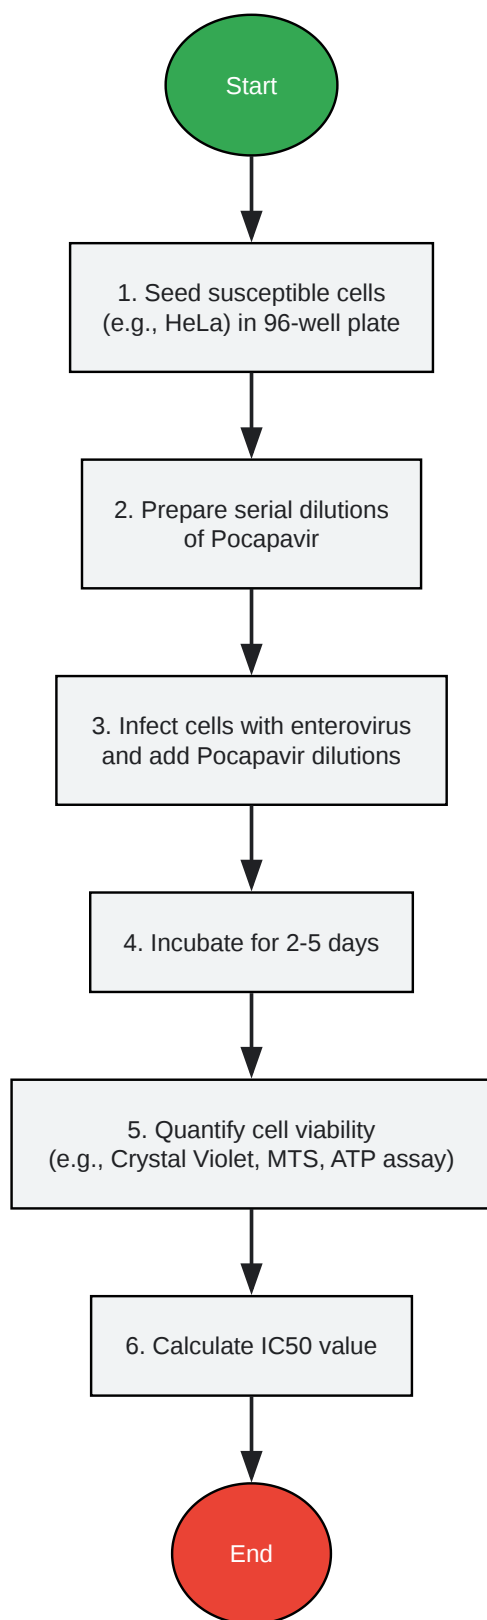 Start
1. Seed susceptible cells
(e.g., HeLa) in 96-well plate
2. Prepare serial dilutions
of Pocapavir
3. Infect cells with enterovirus
and add Pocapavir dilutions
4. Incubate for 2-5 days
5. Quantify cell viability
(e.g., Crystal Violet, MTS, ATP assay)
6. Calculate IC50 value
End